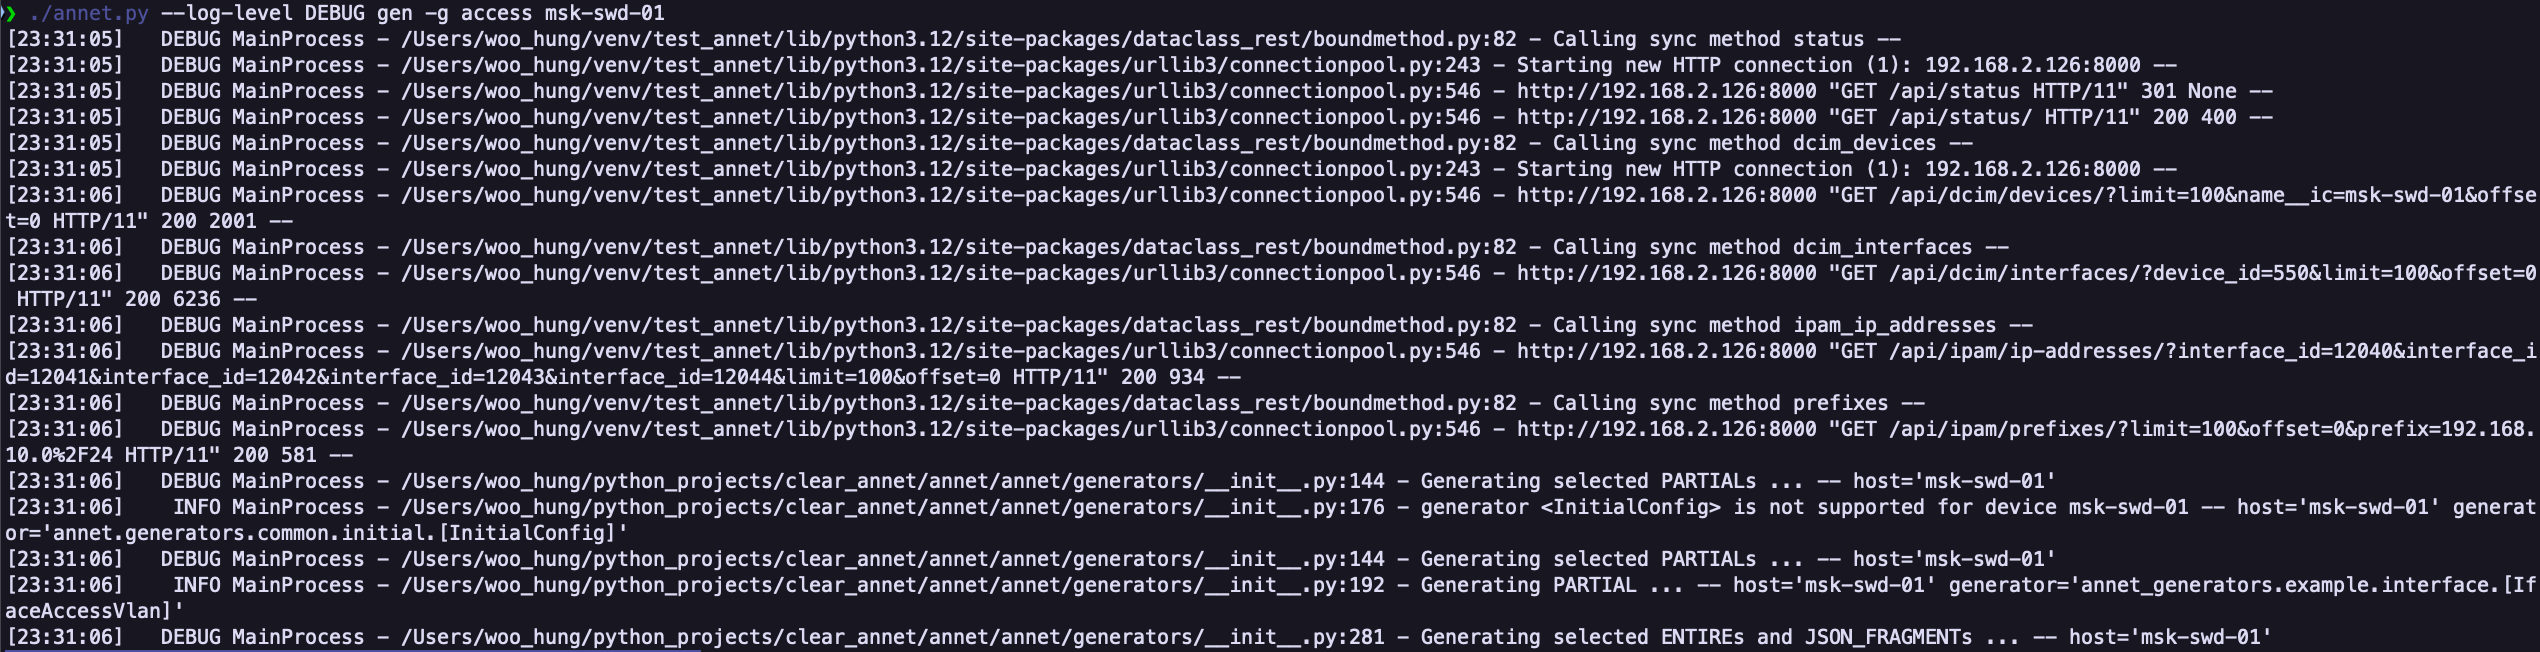 ❯ ./annet.py --log-level DEBUG gen -g access msk-swd-01
[23:31:05]   DEBUG MainProcess - /Users/woo_hung/venv/test_annet/lib/python3.12/site-packages/dataclass_rest/boundmethod.py:82 - Calling sync method status --
[23:31:05]   DEBUG MainProcess - /Users/woo_hung/venv/test_annet/lib/python3.12/site-packages/urllib3/connectionpool.py:243 - Starting new HTTP connection (1): 192.168.2.126:8000 --
[23:31:05]   DEBUG MainProcess - /Users/woo_hung/venv/test_annet/lib/python3.12/site-packages/urllib3/connectionpool.py:546 - http://192.168.2.126:8000 "GET /api/status HTTP/11" 301 None --
[23:31:05]   DEBUG MainProcess - /Users/woo_hung/venv/test_annet/lib/python3.12/site-packages/urllib3/connectionpool.py:546 - http://192.168.2.126:8000 "GET /api/status/ HTTP/11" 200 400 --
[23:31:05]   DEBUG MainProcess - /Users/woo_hung/venv/test_annet/lib/python3.12/site-packages/dataclass_rest/boundmethod.py:82 - Calling sync method dcim_devices --
[23:31:05]   DEBUG MainProcess - /Users/woo_hung/venv/test_annet/lib/python3.12/site-packages/urllib3/connectionpool.py:243 - Starting new HTTP connection (1): 192.168.2.126:8000 --
[23:31:06]   DEBUG MainProcess - /Users/woo_hung/venv/test_annet/lib/python3.12/site-packages/urllib3/connectionpool.py:546 - http://192.168.2.126:8000 "GET /api/dcim/devices/?limit=100&name__ic=msk-swd-01&offse
t=0 HTTP/11" 200 2001 --
[23:31:06]   DEBUG MainProcess - /Users/woo_hung/venv/test_annet/lib/python3.12/site-packages/dataclass_rest/boundmethod.py:82 - Calling sync method dcim_interfaces --
[23:31:06]   DEBUG MainProcess - /Users/woo_hung/venv/test_annet/lib/python3.12/site-packages/urllib3/connectionpool.py:546 - http://192.168.2.126:8000 "GET /api/dcim/interfaces/?device_id=550&limit=100&offset=0
 HTTP/11" 200 6236 --
[23:31:06]   DEBUG MainProcess - /Users/woo_hung/venv/test_annet/lib/python3.12/site-packages/dataclass_rest/boundmethod.py:82 - Calling sync method ipam_ip_addresses --
[23:31:06]   DEBUG MainProcess - /Users/woo_hung/venv/test_annet/lib/python3.12/site-packages/urllib3/connectionpool.py:546 - http://192.168.2.126:8000 "GET /api/ipam/ip-addresses/?interface_id=12040&interface_i
d=12041&interface_id=12042&interface_id=12043&interface_id=12044&limit=100&offset=0 HTTP/11" 200 934 --
[23:31:06]   DEBUG MainProcess - /Users/woo_hung/venv/test_annet/lib/python3.12/site-packages/dataclass_rest/boundmethod.py:82 - Calling sync method prefixes --
[23:31:06]   DEBUG MainProcess - /Users/woo_hung/venv/test_annet/lib/python3.12/site-packages/urllib3/connectionpool.py:546 - http://192.168.2.126:8000 "GET /api/ipam/prefixes/?limit=100&offset=0&prefix=192.168.
10.0%2F24 HTTP/11" 200 581 --
[23:31:06]   DEBUG MainProcess - /Users/woo_hung/python_projects/clear_annet/annet/annet/generators/__init__.py:144 - Generating selected PARTIALs ... -- host='msk-swd-01'
[23:31:06]    INFO MainProcess - /Users/woo_hung/python_projects/clear_annet/annet/annet/generators/__init__.py:176 - generator <InitialConfig> is not supported for device msk-swd-01 -- host='msk-swd-01' generat
or='annet.generators.common.initial.[InitialConfig]'
[23:31:06]   DEBUG MainProcess - /Users/woo_hung/python_projects/clear_annet/annet/annet/generators/__init__.py:144 - Generating selected PARTIALs ... -- host='msk-swd-01'
[23:31:06]    INFO MainProcess - /Users/woo_hung/python_projects/clear_annet/annet/annet/generators/__init__.py:192 - Generating PARTIAL ... -- host='msk-swd-01' generator='annet_generators.example.interface.[If
aceAccessVlan]'
[23:31:06]   DEBUG MainProcess - /Users/woo_hung/python_projects/clear_annet/annet/annet/generators/__init__.py:281 - Generating selected ENTIREs and JSON_FRAGMENTs ... -- host='msk-swd-01'